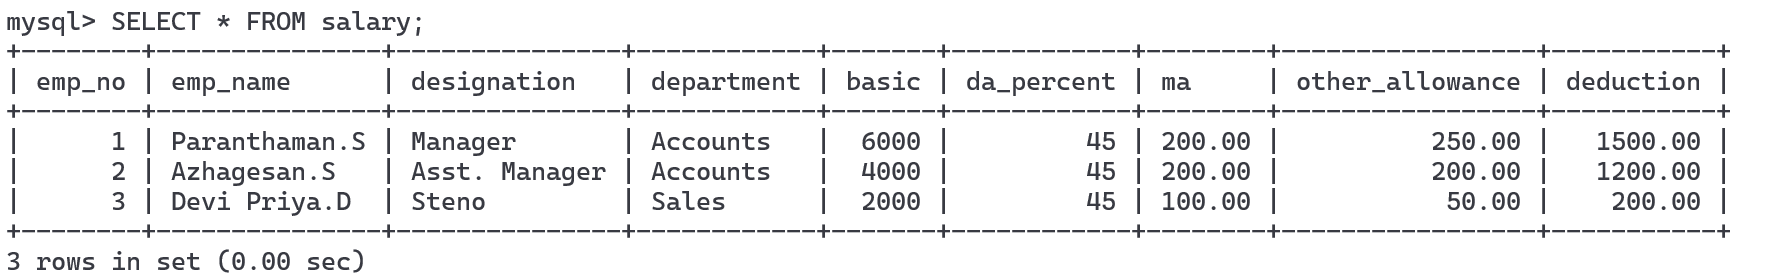 mysql> SELECT * FROM salary;
+--------+---------------+---------------+------------+-------+------------+--------+-----------------+-----------+
| emp_no | emp_name      | designation   | department | basic | da_percent | ma     | other_allowance | deduction |
+--------+---------------+---------------+------------+-------+------------+--------+-----------------+-----------+
|      1 | Paranthaman.S | Manager       | Accounts   |  6000 |         45 | 200.00 |          250.00 |   1500.00 |
|      2 | Azhagesan.S   | Asst. Manager | Accounts   |  4000 |         45 | 200.00 |          200.00 |   1200.00 |
|      3 | Devi Priya.D  | Steno         | Sales      |  2000 |         45 | 100.00 |           50.00 |    200.00 |
+--------+---------------+---------------+------------+-------+------------+--------+-----------------+-----------+
3 rows in set (0.00 sec)